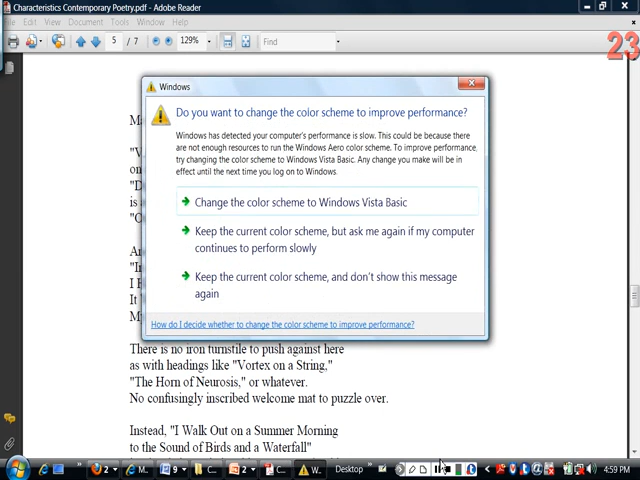 Characteristics Contemporary Poetry.pdf - Adobe Reader
File Edit View Document Tools Window Help
5 / 7 129% Find
23
Windows
Do you want to change the color scheme to improve performance?
Windows has detected your computer's performance is slow. This could be because there
are not enough resources to run the Windows Aero color scheme. To improve performance,
try changing the color scheme to Windows Vista Basic. Any change you make will be in
effect until the next time you log on to Windows.
Change the color scheme to Windows Vista Basic
Keep the current color scheme, but ask me again if my computer
continues to perform slowly
Keep the current color scheme, and don't show this message
again
How do I decide whether to change the color scheme to improve performance?
There is no iron turnstile to push against here
as with headings like "Vortex on a String,"
"The Horn of Neurosis," or whatever.
No confusingly inscribed welcome mat to puzzle over.
Instead, "I Walk Out on a Summer Morning
to the Sound of Birds and a Waterfall"
2 M... 9 C... 2 C... W... Desktop 4:59 PM